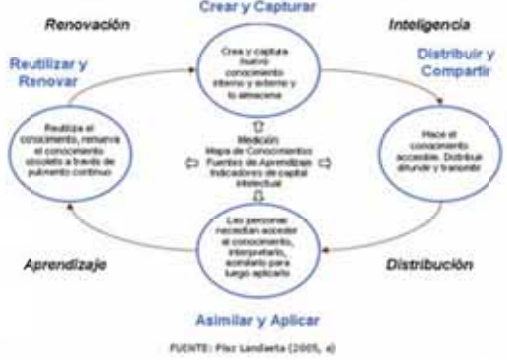 Crear y Capturar
Renovación
Inteligencia
Reutilizar y
Renovar
Crea y captura
nuevo
conocimiento
interno y externo y
lo almacena
Distribuir y
Compartir
Reutiliza el
conocimiento, renueva
el conocimiento
obsoleto a través de
continuo
Medición
Mapa de Conocimientos
Fuentes de Aprendizaje
Indicadores de capital
intelectual
Hace el
conocimiento
accesible. Distribuir
difundir y transmitir
Las personas
necesitan acceder
al conocimiento,
interpretarlo,
asimilarlo para
luego aplicarlo
Aprendizaje
Distribución
Asimilar y Aplicar
FUENTE: Landaeta (2005, a)